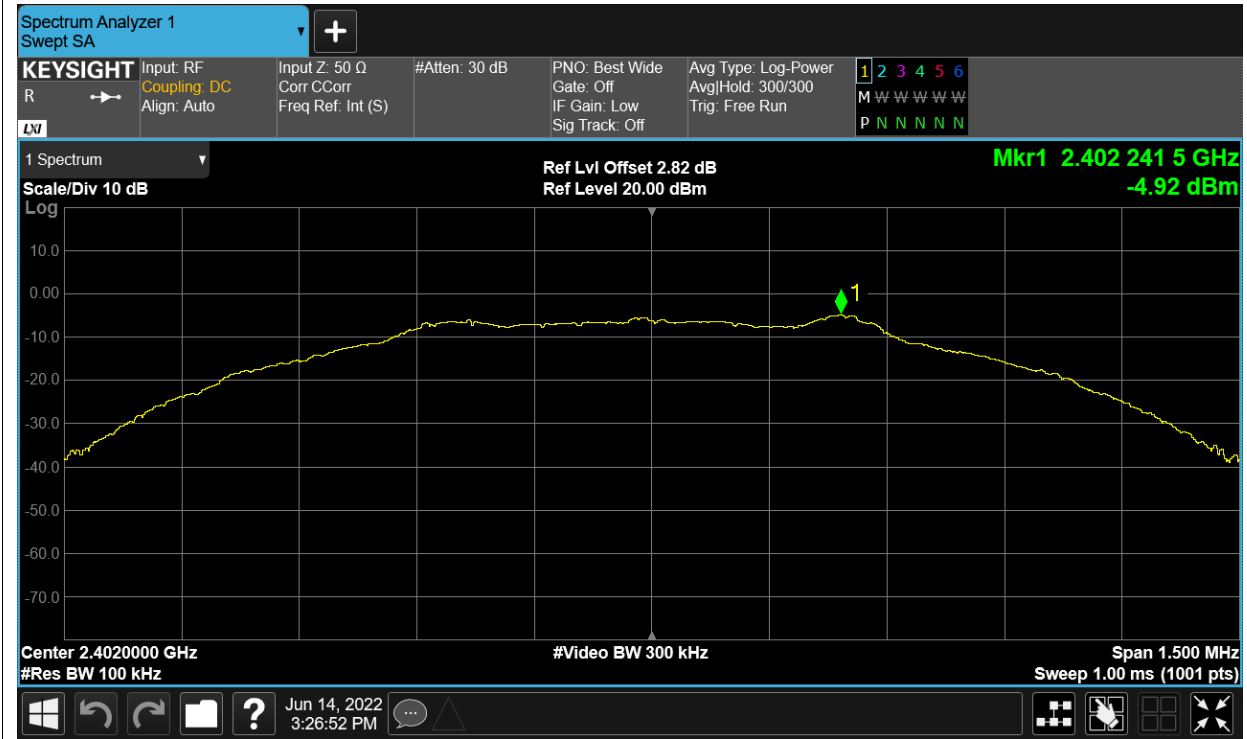 Spectrum Analyzer 1
Swept SA
KEYSIGHT
R
LXI
Input: RF
Coupling: DC
Align: Auto
Input Z: 50 Ω
Corr CCorr
Freq Ref: Int (S)
#Atten: 30 dB
PNO: Best Wide
Gate: Off
IF Gain: Low
Sig Track: Off
Avg Type: Log-Power
Avg|Hold: 300/300
Trig: Free Run
1 2 3 4 5 6
M W W W W W W
P N N N N N N
1 Spectrum
Scale/Div 10 dB
Log
Ref Lvl Offset 2.82 dB
Ref Level 20.00 dBm
Mkr1 2.402 241 5 GHz
-4.92 dBm
10.0
0.00
1
-10.0
-20.0
-30.0
-40.0
-50.0
-60.0
-70.0
Center 2.4020000 GHz
#Res BW 100 kHz
#Video BW 300 kHz
Span 1.500 MHz
Sweep 1.00 ms (1001 pts)
?
Jun 14, 2022
3:26:52 PM